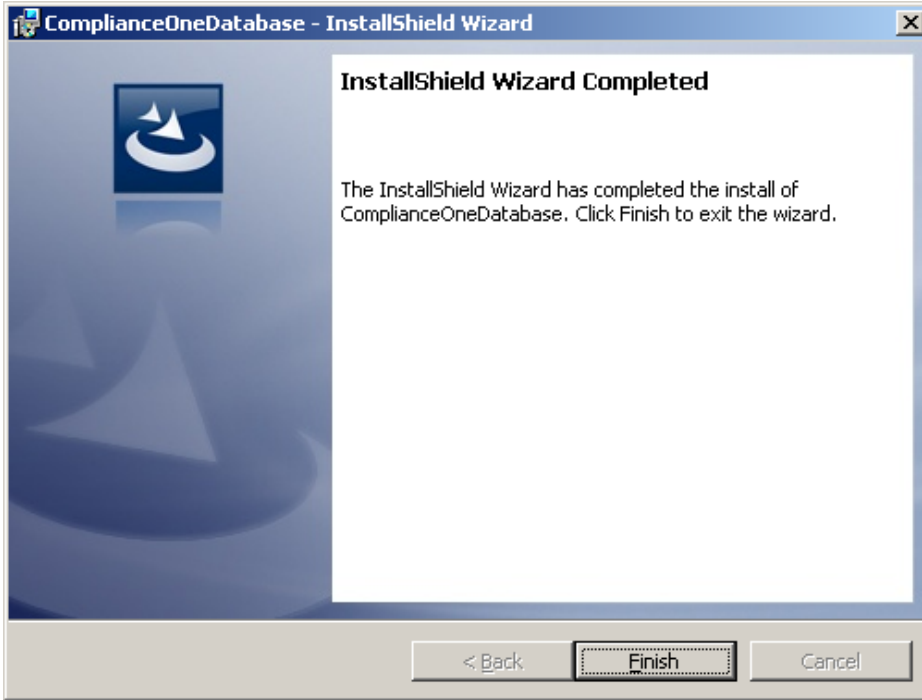 ComplianceOneDatabase - InstallShield Wizard
InstallShield Wizard Completed
The InstallShield Wizard has completed the install of
ComplianceOneDatabase. Click Finish to exit the wizard.
< Back
Finish
Cancel